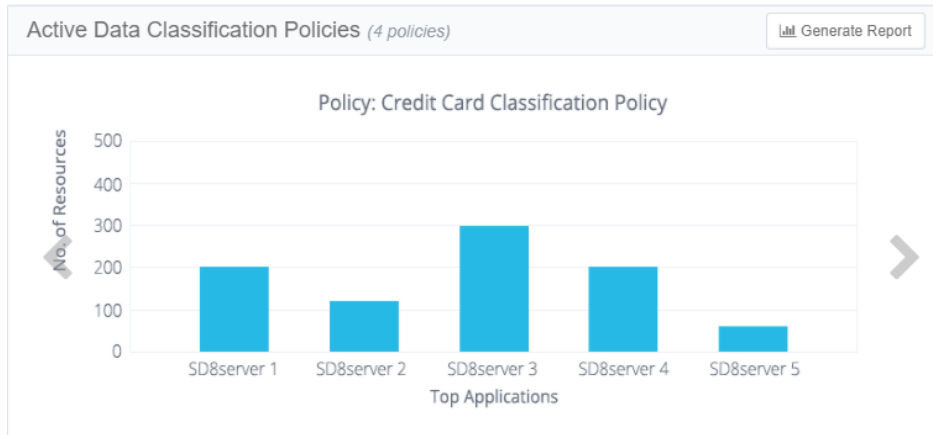 Active Data Classification Policies (4 policies)
Generate Report
Policy: Credit Card Classification Policy
No. of Resources
500
400
300
200
100
0
SD8server 1 SD8server 2 SD8server 3 SD8server 4 SD8server 5
Top Applications